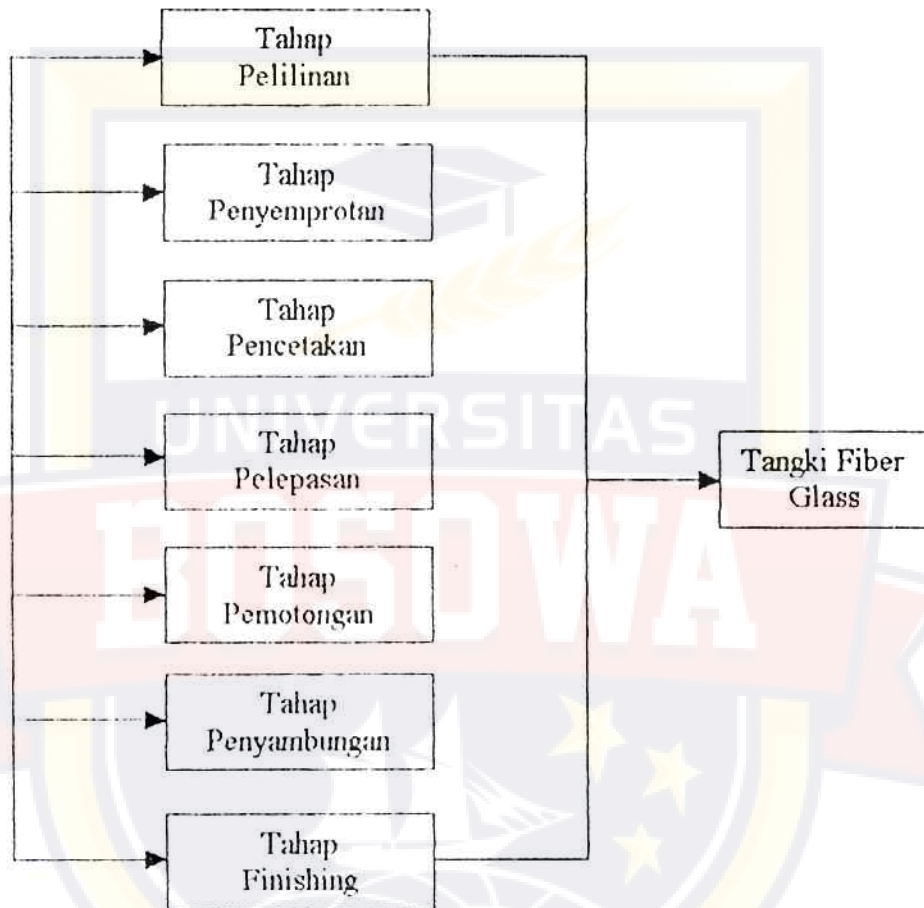 Tahap
Pelilinan
Tahap
Penyemprotan
Tahap
Pencetakan
UNIVERSITAS
Tahap
Pelepasan
Tangki Fiber
Glass
BOSOWA
Tahap
Pemotongan
Tahap
Penyambungan
Tahap
Finishing